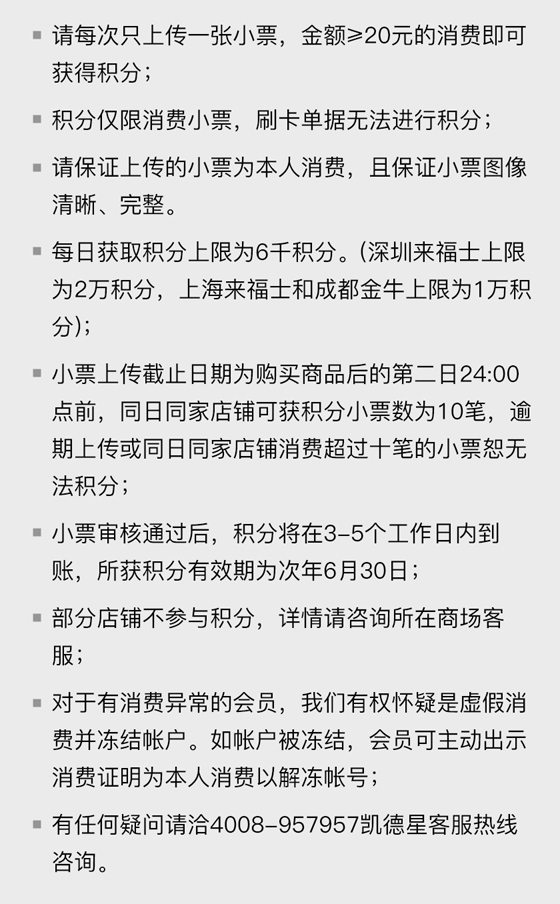 请每次只上传一张小票，金额≥20元的消费即可
获得积分；
积分仅限消费小票，刷卡单据无法进行积分；
请保证上传的小票为本人消费，且保证小票图像
清晰、完整。
每日获取积分上限为6千积分。(深圳来福士上限
为2万积分，上海来福士和成都金牛上限为1万积
分)；
小票上传截止日期为购买商品后的第二日24:00
点前，同日同家店铺可获积分小票数为10笔，逾
期上传或同日同家店铺消费超过十笔的小票恕无
法积分；
小票审核通过后，积分将在3-5个工作日内到
账，所获积分有效期为次年6月30日；
部分店铺不参与积分，详情请咨询所在商场客
服；
对于有消费异常的会员，我们有权怀疑是虚假消
费并冻结帐户。如帐户被冻结，会员可主动出示
消费证明为本人消费以解冻帐号；
有任何疑问请洽4008-957957凯德星客服热线
咨询。